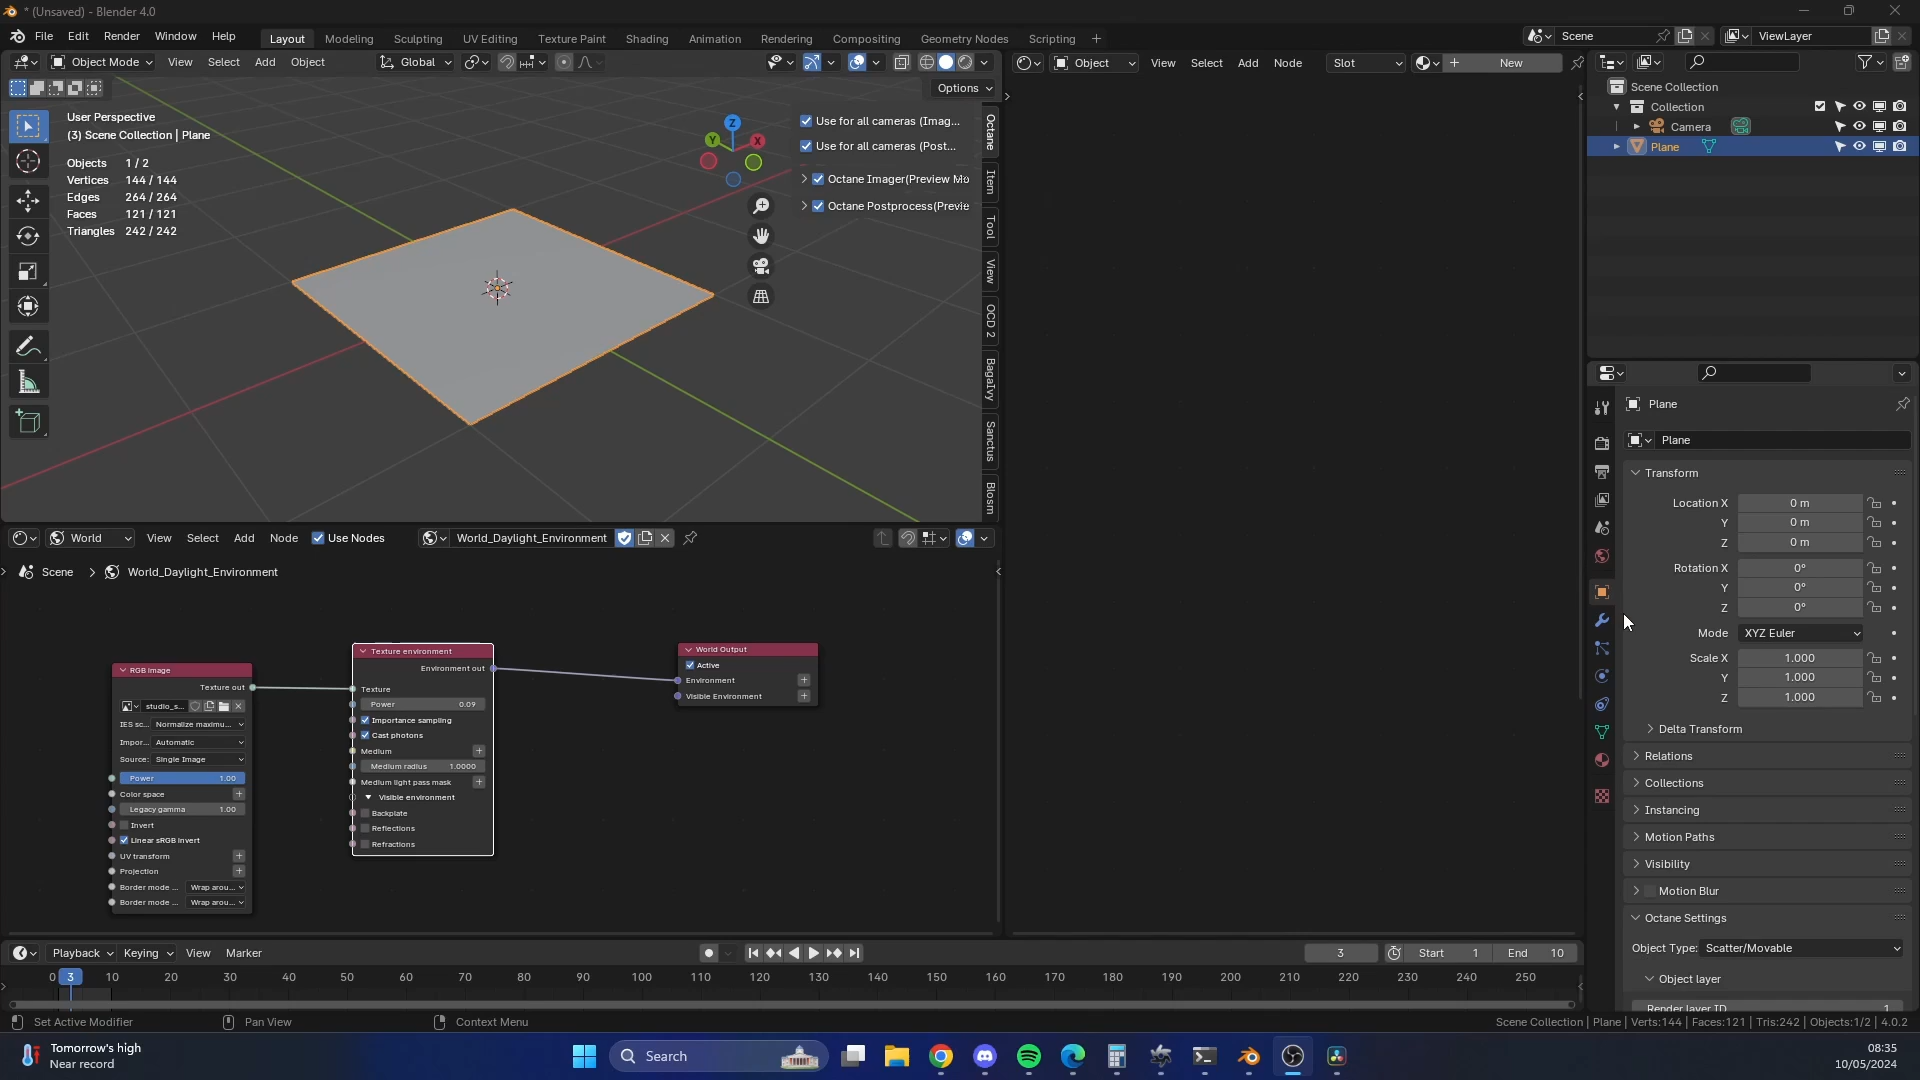 * (Unsaved) - Blender 4.0
File Edit Render Window Help Layout Modeling Sculpting UV Editing Texture Paint Shading Animation Rendering Compositing Geometry Nodes Scripting + Scene ViewLayer
Object Mode View Select Add Object Global
Object View Select Add Node Slot New
Options
User Perspective
(3) Scene Collection | Plane
Objects 1 / 2
Vertices 144 / 144
Edges 264 / 264
Faces 121 / 121
Triangles 242 / 242
Z
Y
X
Use for all cameras (Imag...
Use for all cameras (Post...
Octane Imager(Preview Mo
Octane Postprocess(Previe
Octane
Item
Tool
View
OCD 2
BagaIvy
Sanctus
Blosm
Scene Collection
Collection
Camera
Plane
Plane
Plane
Transform
Location X 0 m
Y 0 m
Z 0 m
Rotation X 0°
Y 0°
Z 0°
Mode XYZ Euler
Scale X 1.000
Y 1.000
Z 1.000
Delta Transform
Relations
Collections
Instancing
Motion Paths
Visibility
Motion Blur
Octane Settings
Object Type: Scatter/Movable
Object layer
Render layer ID 1
World View Select Add Node Use Nodes World_Daylight_Environment
Scene > World_Daylight_Environment
RGB image
Texture out
studio_s...
IES sc... Normalize maximu...
Impor... Automatic
Source: Single Image
Power 1.00
Color space
Legacy gamma 1.00
Invert
Linear sRGB invert
UV transform
Projection
Border mode ... Wrap arou...
Border mode ... Wrap arou...
Texture environment
Environment out
Texture
Power 0.09
Importance sampling
Cast photons
Medium
Medium radius 1.0000
Medium light pass mask
Visible environment
Backplate
Reflections
Refractions
World Output
Active
Environment
Visible Environment
Playback Keying View Marker 3 Start 1 End 10
0 3 10 20 30 40 50 60 70 80 90 100 110 120 130 140 150 160 170 180 190 200 210 220 230 240 250
Set Active Modifier Pan View Context Menu Scene Collection | Plane | Verts:144 | Faces:121 | Tris:242 | Objects:1/2 | 4.0.2
Tomorrow's high
Near record
Search
08:35
10/05/2024